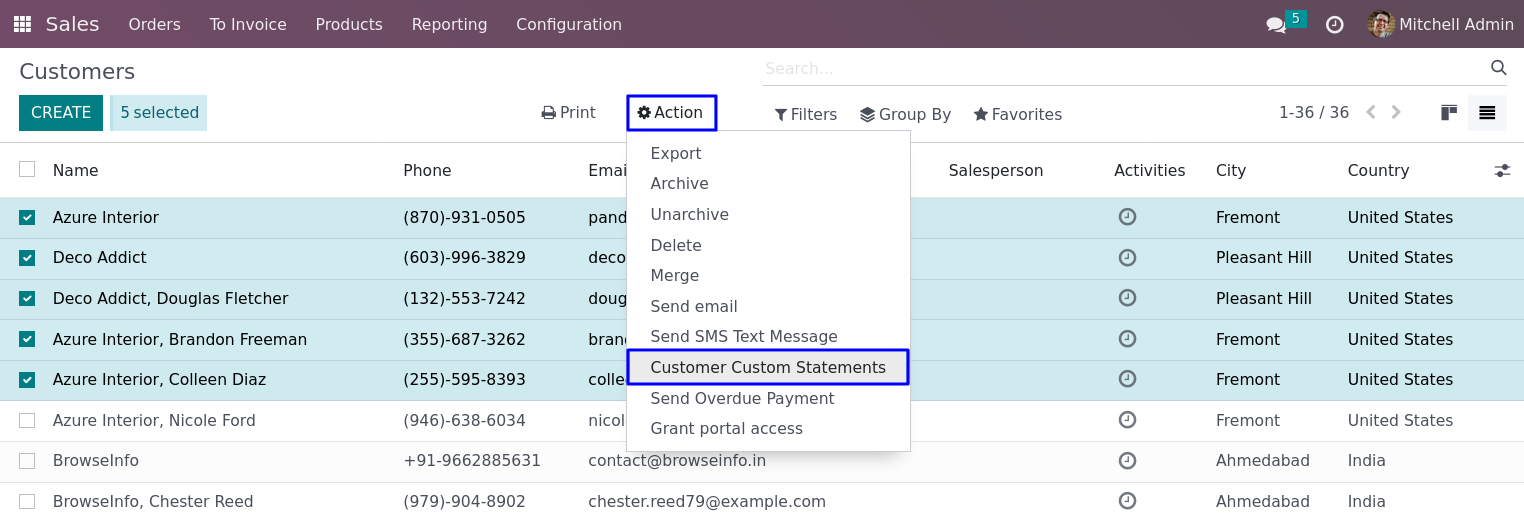 Sales Orders To Invoice Products Reporting Configuration 5 Mitchell Admin
Customers Search...
CREATE 5 selected Print Action Filters Group By Favorites 1-36 / 36
Name Phone Emai Salesperson Activities City Country
Azure Interior (870)-931-0505 pand Fremont United States
Deco Addict (603)-996-3829 deco Pleasant Hill United States
Deco Addict, Douglas Fletcher (132)-553-7242 doug Pleasant Hill United States
Azure Interior, Brandon Freeman (355)-687-3262 bran Fremont United States
Azure Interior, Colleen Diaz (255)-595-8393 colle Fremont United States
Azure Interior, Nicole Ford (946)-638-6034 nicol Fremont United States
BrowseInfo +91-9662885631 contact@browseinfo.in Ahmedabad India
BrowseInfo, Chester Reed (979)-904-8902 chester.reed79@example.com Ahmedabad India
Export
Archive
Unarchive
Delete
Merge
Send email
Send SMS Text Message
Customer Custom Statements
Send Overdue Payment
Grant portal access